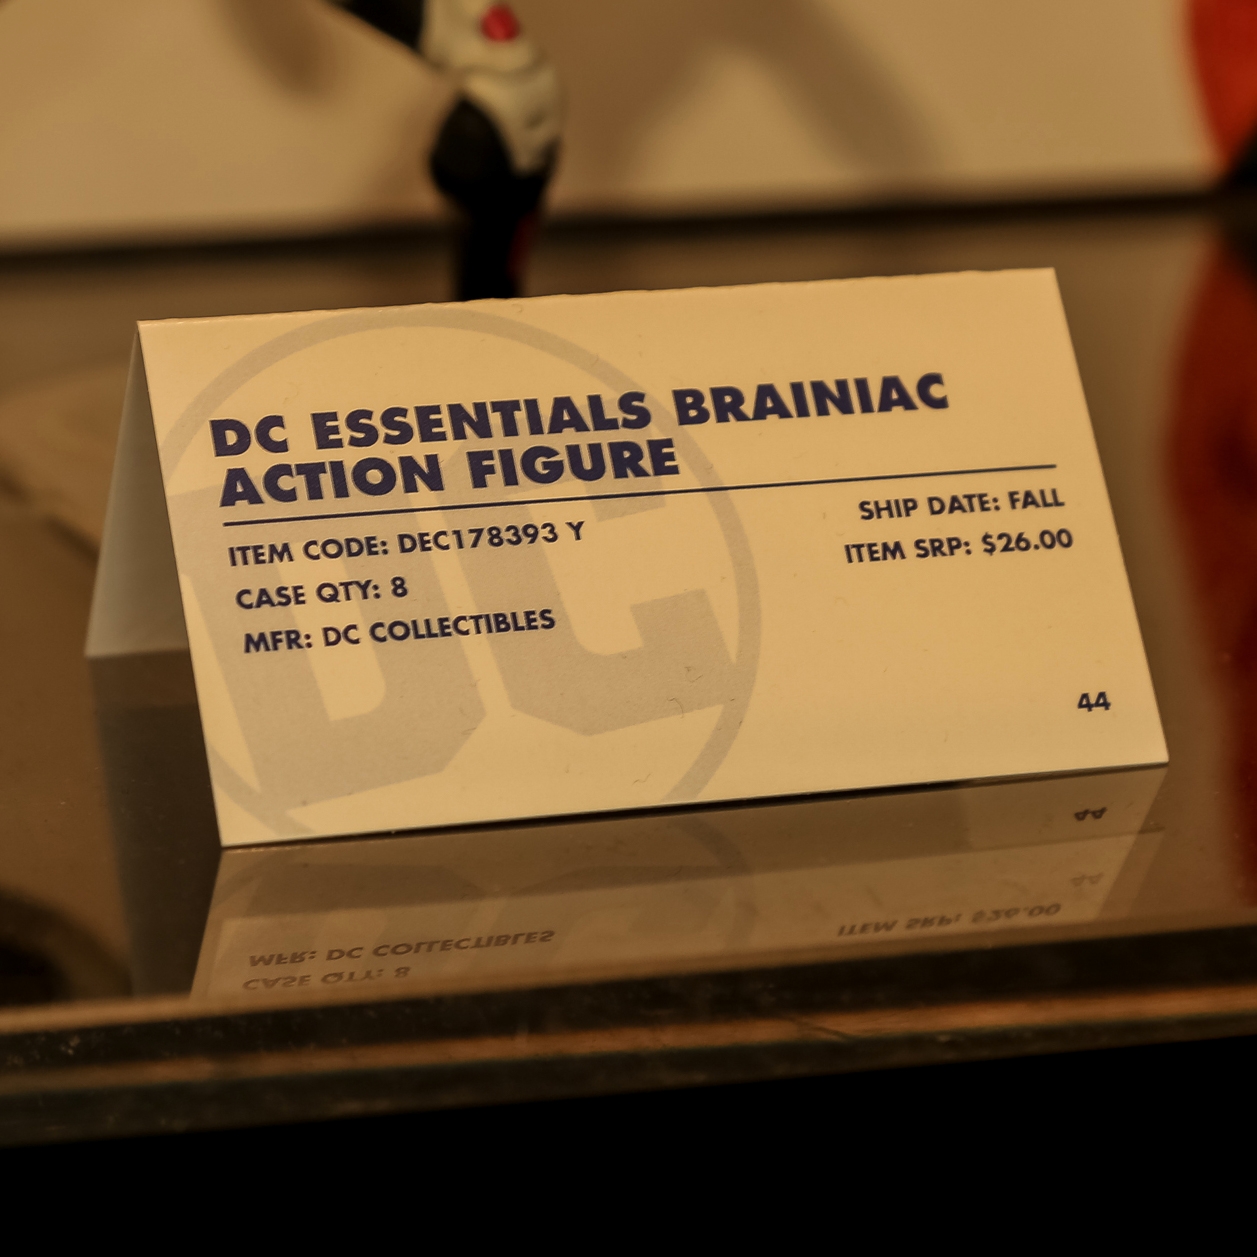 DC ESSENTIALS BRAINIAC
ACTION FIGURE
ITEM CODE: DEC178393 Y
CASE QTY: 8
MFR: DC COLLECTIBLES
SHIP DATE: FALL
ITEM SRP: $26.00
44
DC